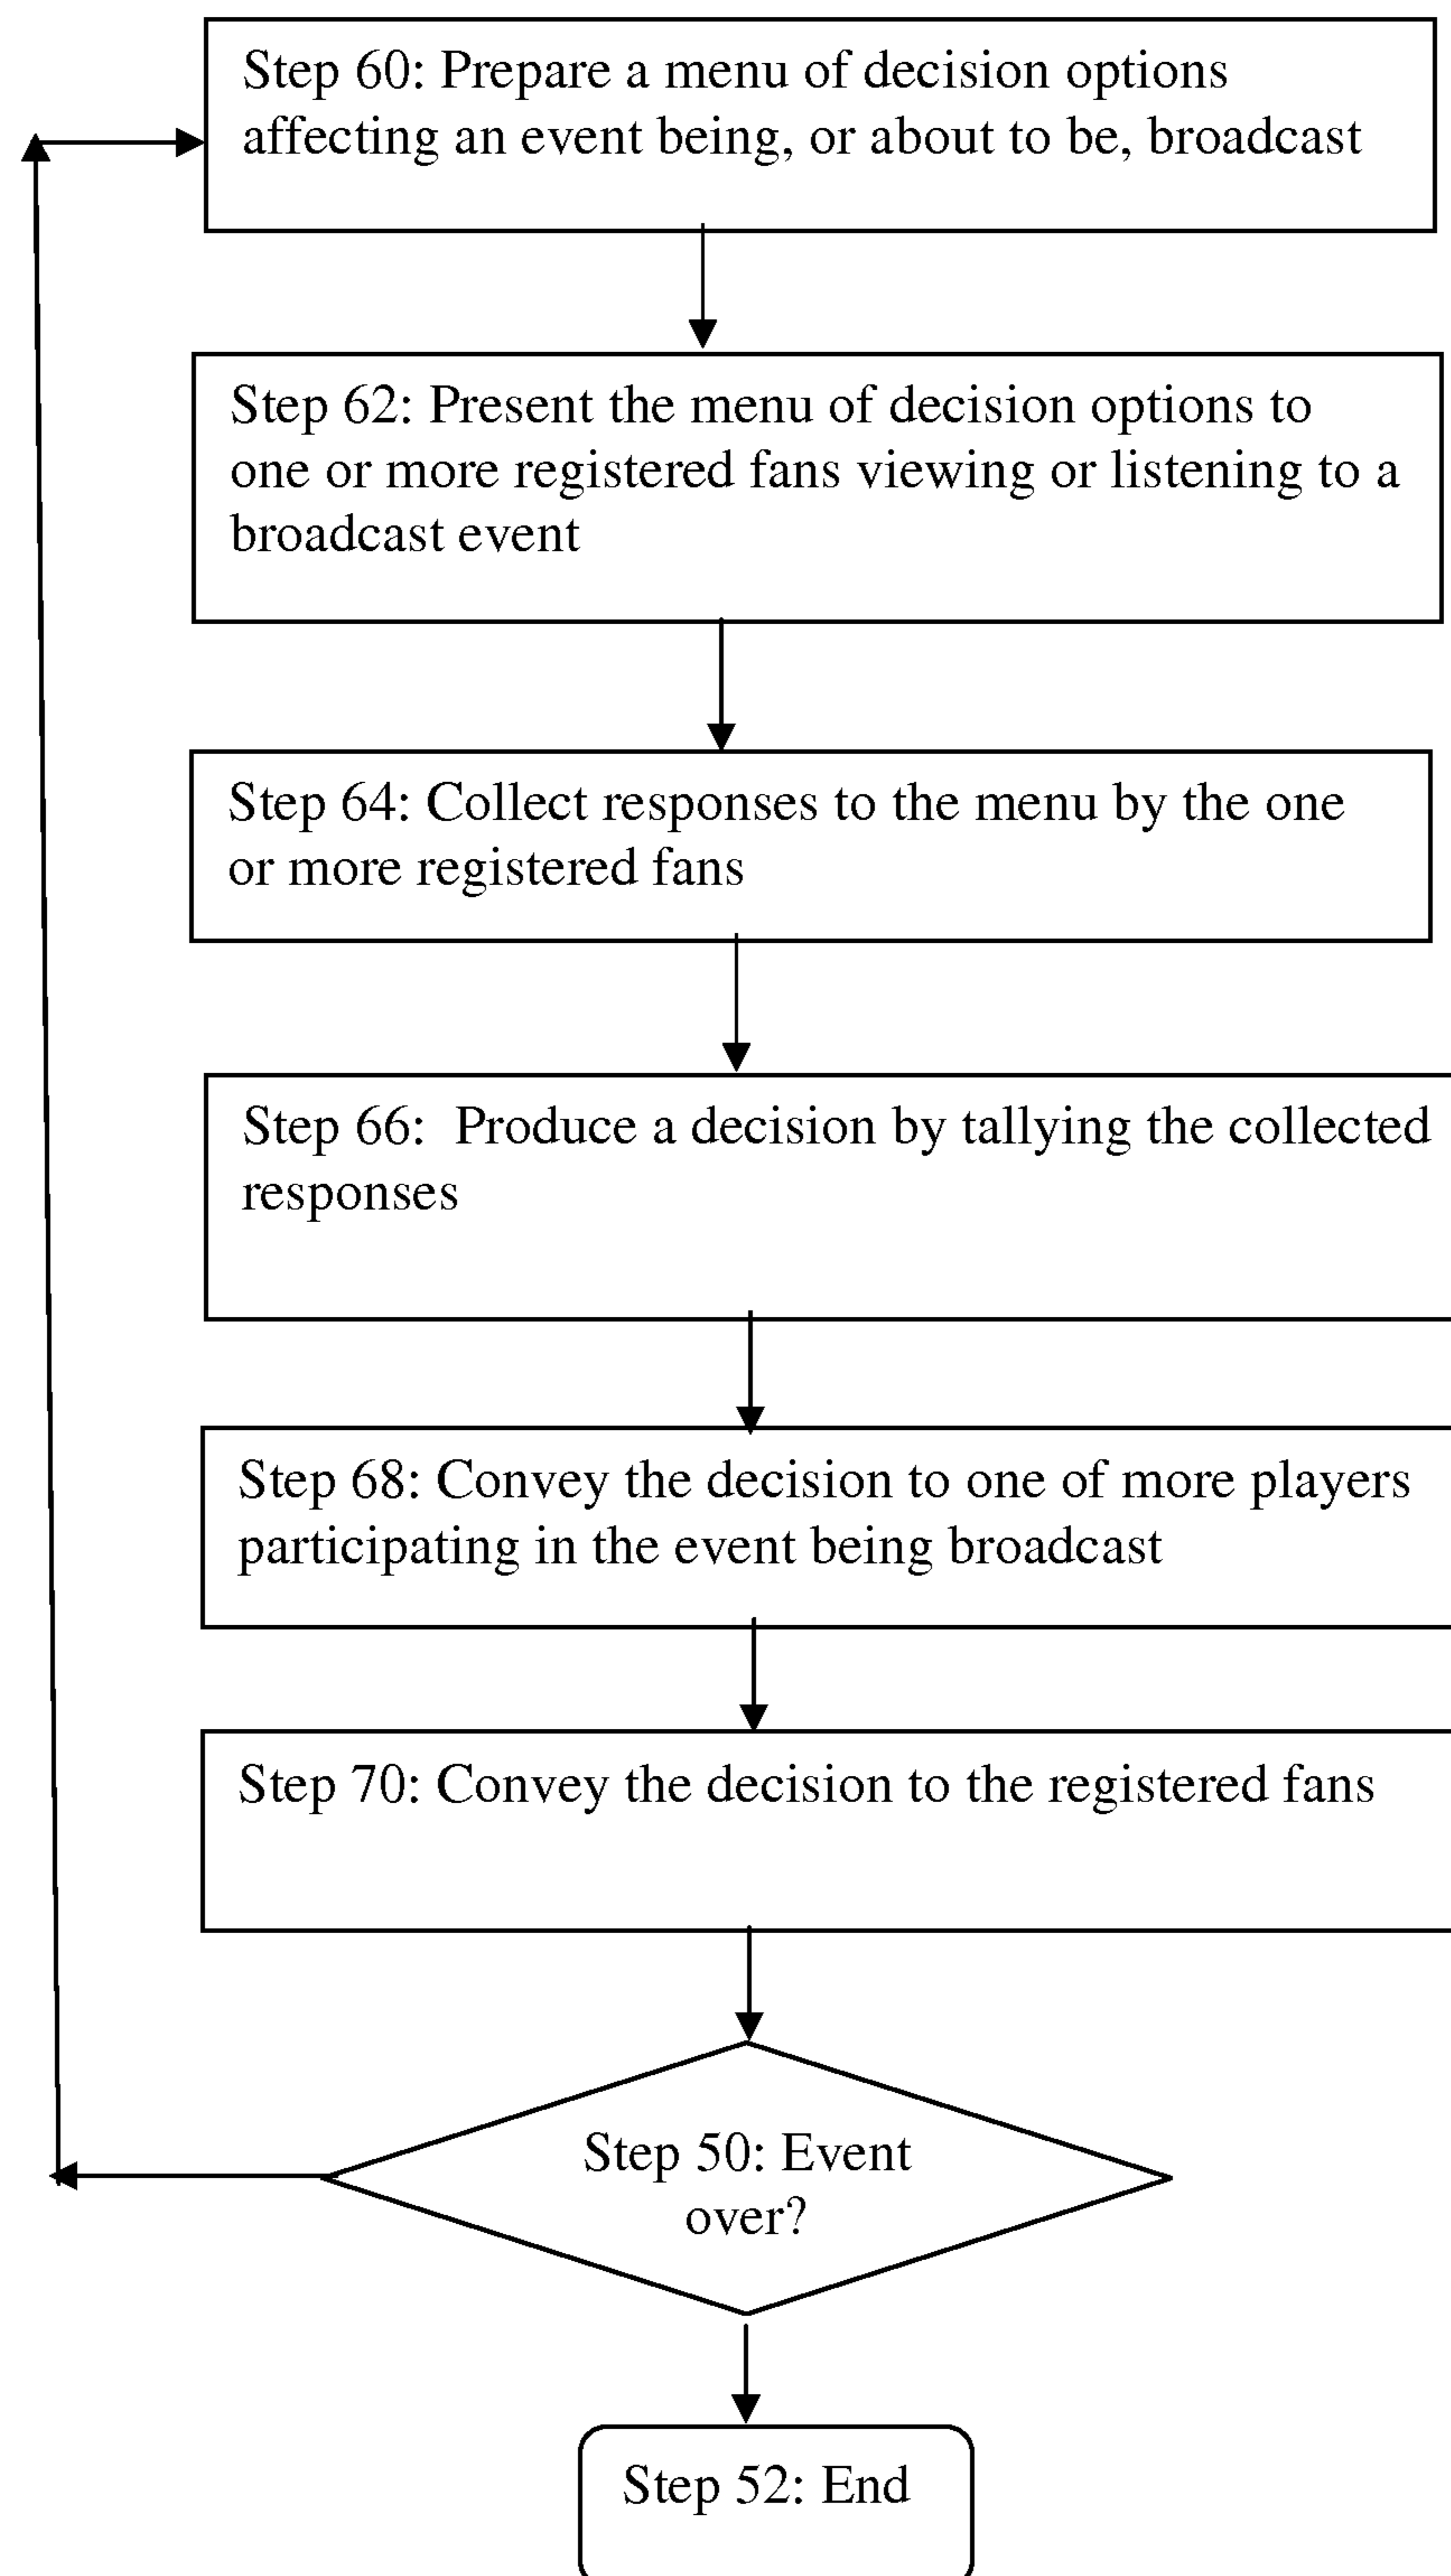 Step 60: Prepare a menu of decision options
affecting an event being, or about to be, broadcast
Step 62: Present the menu of decision options to
one or more registered fans viewing or listening to a
broadcast event
Step 64: Collect responses to the menu by the one
or more registered fans
Step 66:  Produce a decision by tallying the collected
responses
Step 68: Convey the decision to one of more players
participating in the event being broadcast
Step 70: Convey the decision to the registered fans
Step 50: Event
over?
Step 52: End